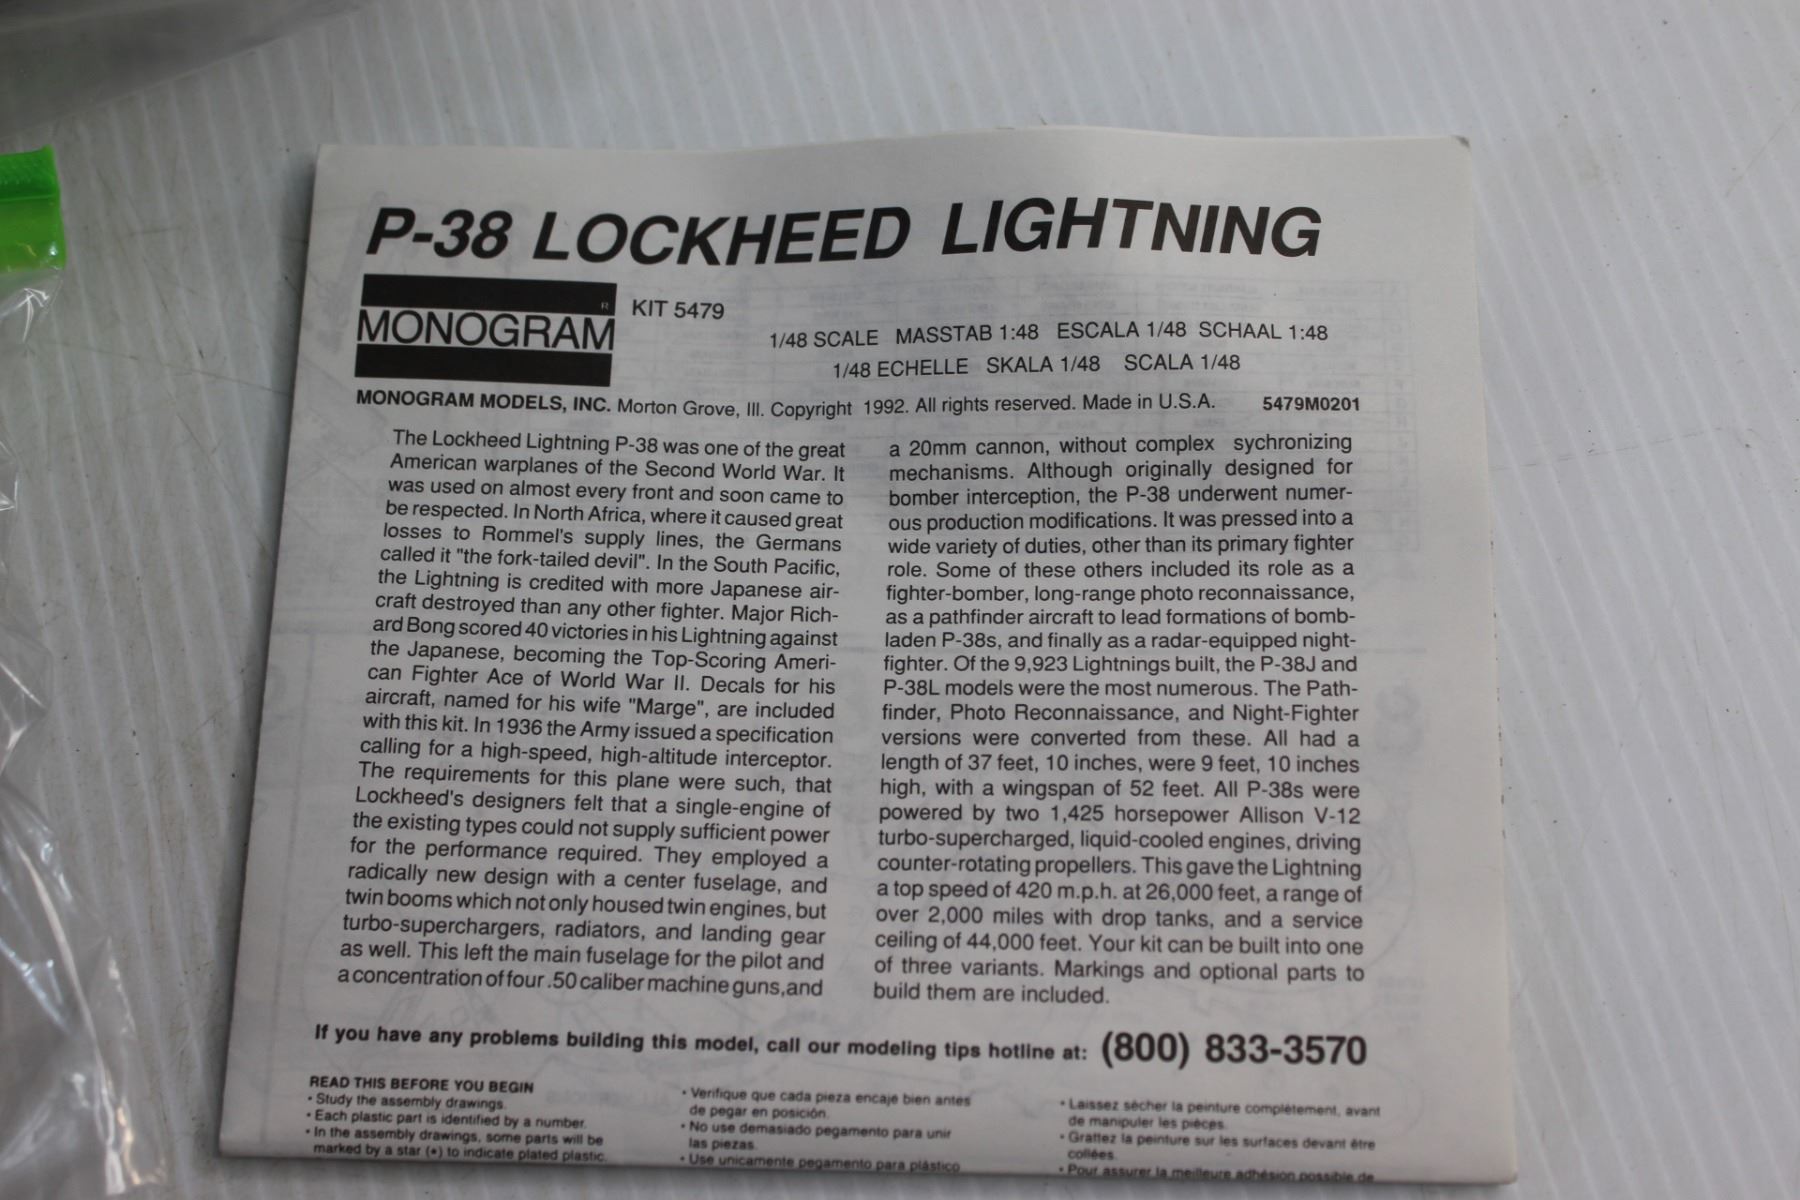 P-38 LOCKHEED LIGHTNING
MONOGRAM
R
KIT 5479
1/48 SCALE MASSTAB 1:48 ESCALA 1/48 SCHAAL 1:48
1/48 ECHELLE SKALA 1/48 SCALA 1/48
MONOGRAM MODELS, INC. Morton Grove, Ill. Copyright 1992. All rights reserved. Made in U.S.A. 5479M0201
The Lockheed Lightning P-38 was one of the great
American warplanes of the Second World War. It
was used on almost every front and soon came to
be respected. In North Africa, where it caused great
losses to Rommel's supply lines, the Germans
called it "the fork-tailed devil". In the South Pacific,
the Lightning is credited with more Japanese air-
craft destroyed than any other fighter. Major Rich-
ard Bong scored 40 victories in his Lightning against
the Japanese, becoming the Top-Scoring Ameri-
can Fighter Ace of World War II. Decals for his
aircraft, named for his wife "Marge", are included
with this kit. In 1936 the Army issued a specification
calling for a high-speed, high-altitude interceptor.
The requirements for this plane were such, that
Lockheed's designers felt that a single-engine of
the existing types could not supply sufficient power
for the performance required. They employed a
radically new design with a center fuselage, and
twin booms which not only housed twin engines, but
turbo-superchargers, radiators, and landing gear
as well. This left the main fuselage for the pilot and
a concentration of four .50 caliber machine guns,and
a 20mm cannon, without complex sychronizing
mechanisms. Although originally designed for
bomber interception, the P-38 underwent numer-
ous production modifications. It was pressed into a
wide variety of duties, other than its primary fighter
role. Some of these others included its role as a
fighter-bomber, long-range photo reconnaissance,
as a pathfinder aircraft to lead formations of bomb-
laden P-38s, and finally as a radar-equipped night-
fighter. Of the 9,923 Lightnings built, the P-38J and
P-38L models were the most numerous. The Path-
finder, Photo Reconnaissance, and Night-Fighter
versions were converted from these. All had a
length of 37 feet, 10 inches, were 9 feet, 10 inches
high, with a wingspan of 52 feet. All P-38s were
powered by two 1,425 horsepower Allison V-12
turbo-supercharged, liquid-cooled engines, driving
counter-rotating propellers. This gave the Lightning
a top speed of 420 m.p.h. at 26,000 feet, a range of
over 2,000 miles with drop tanks, and a service
ceiling of 44,000 feet. Your kit can be built into one
of three variants. Markings and optional parts to
build them are included.
If you have any problems building this model, call our modeling tips hotline at: (800) 833-3570
READ THIS BEFORE YOU BEGIN
• Study the assembly drawings.
• Each plastic part is identified by a number.
• In the assembly drawings, some parts will be
marked by a star (★) to indicate plated plastic.
• Verifique que cada pieza encaje bien antes
de pegar en posición.
• No use demasiado pegamento para unir
las piezas.
• Use unicamente pegamento para plástico
• Laissez sécher la peinture complètement, avant
de manipuler les pièces.
• Grattez la peinture sur les surfaces devant être
collées.
• Pour assurer la meilleure adhésion possible de